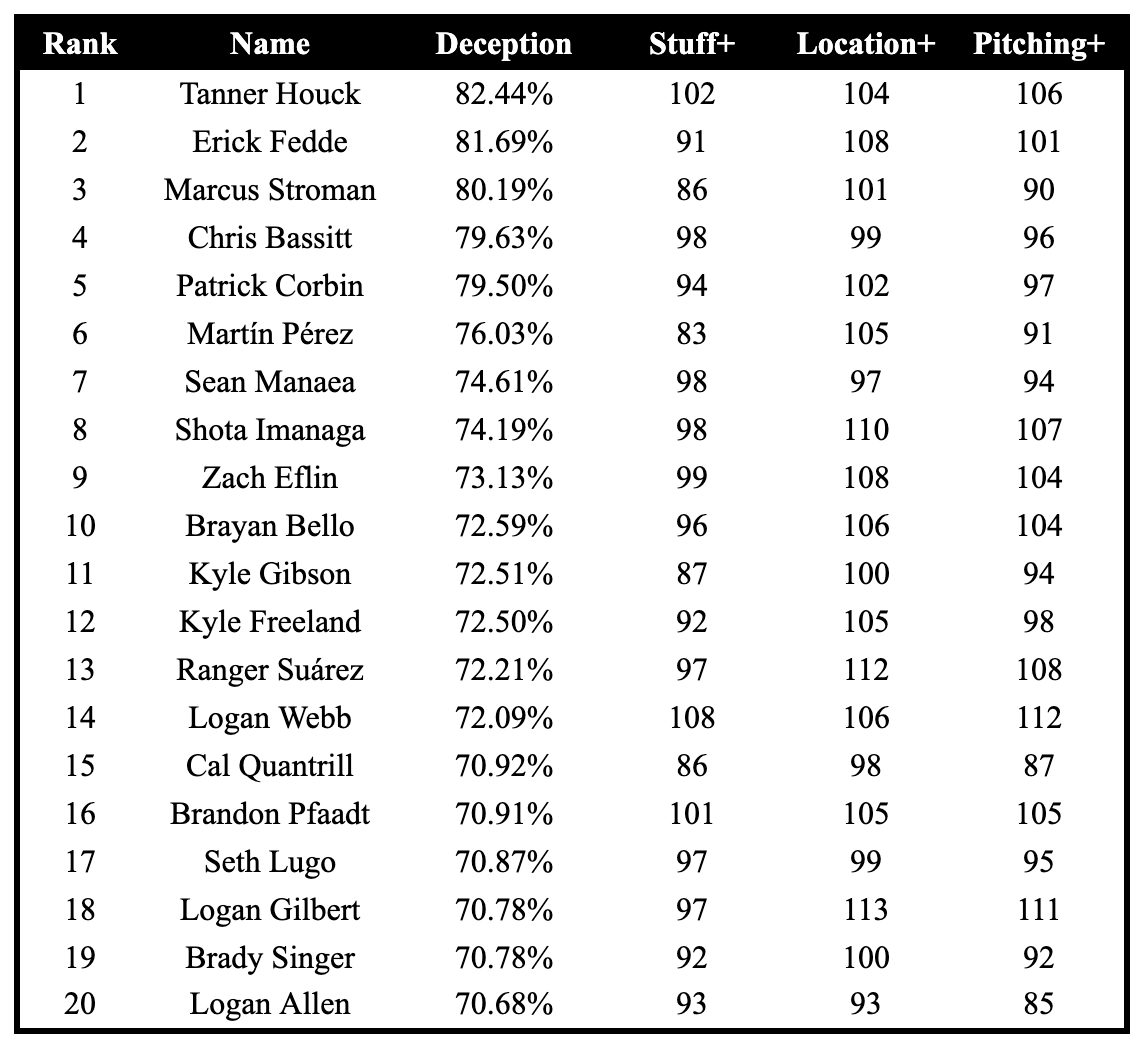 Rank Name Deception Stuff+ Location+ Pitching+
1 Tanner Houck 82.44% 102 104 106
2 Erick Fedde 81.69% 91 108 101
3 Marcus Stroman 80.19% 86 101 90
4 Chris Bassitt 79.63% 98 99 96
5 Patrick Corbin 79.50% 94 102 97
6 Martín Pérez 76.03% 83 105 91
7 Sean Manaea 74.61% 98 97 94
8 Shota Imanaga 74.19% 98 110 107
9 Zach Eflin 73.13% 99 108 104
10 Brayan Bello 72.59% 96 106 104
11 Kyle Gibson 72.51% 87 100 94
12 Kyle Freeland 72.50% 92 105 98
13 Ranger Suárez 72.21% 97 112 108
14 Logan Webb 72.09% 108 106 112
15 Cal Quantrill 70.92% 86 98 87
16 Brandon Pfaadt 70.91% 101 105 105
17 Seth Lugo 70.87% 97 99 95
18 Logan Gilbert 70.78% 97 113 111
19 Brady Singer 70.78% 92 100 92
20 Logan Allen 70.68% 93 93 85